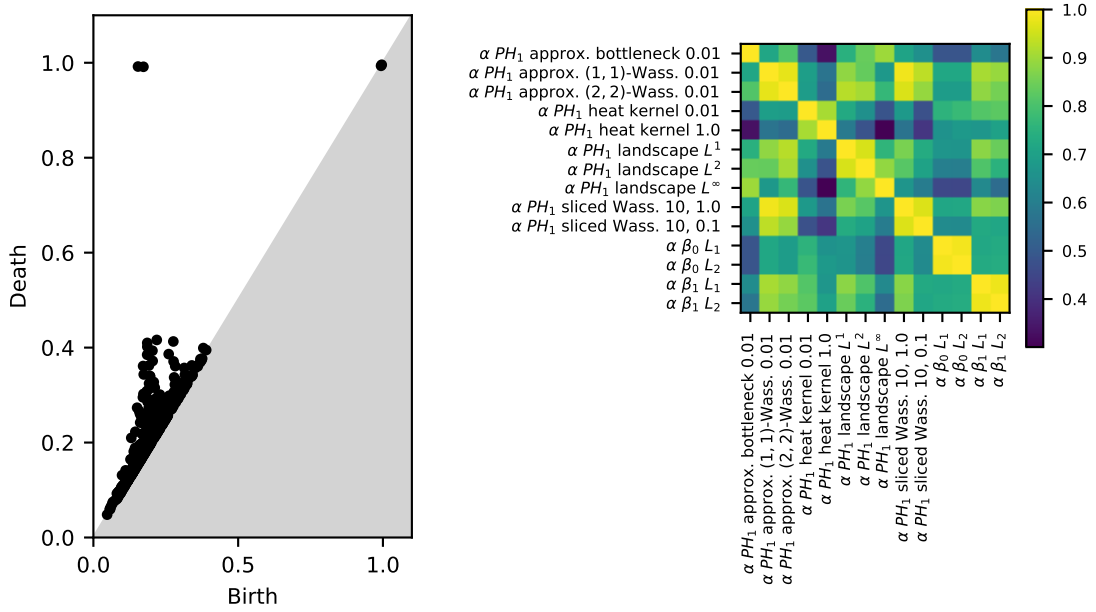 1.0
0.8
0.6
0.4
0.2
0.0
Death
0.0 0.5 1.0
Birth
α PH₁ approx. bottleneck 0.01
α PH₁ approx. (1, 1)-Wass. 0.01
α PH₁ approx. (2, 2)-Wass. 0.01
α PH₁ heat kernel 0.01
α PH₁ heat kernel 1.0
α PH₁ landscape L¹
α PH₁ landscape L²
α PH₁ landscape L^∞
α PH₁ sliced Wass. 10, 1.0
α PH₁ sliced Wass. 10, 0.1
α β₀ L₁
α β₀ L₂
α β₁ L₁
α β₁ L₂
α PH₁ approx. bottleneck 0.01
α PH₁ approx. (1, 1)-Wass. 0.01
α PH₁ approx. (2, 2)-Wass. 0.01
α PH₁ heat kernel 0.01
α PH₁ heat kernel 1.0
α PH₁ landscape L¹
α PH₁ landscape L²
α PH₁ landscape L^∞
α PH₁ sliced Wass. 10, 1.0
α PH₁ sliced Wass. 10, 0.1
α β₀ L₁
α β₀ L₂
α β₁ L₁
α β₁ L₂
1.0
0.9
0.8
0.7
0.6
0.5
0.4